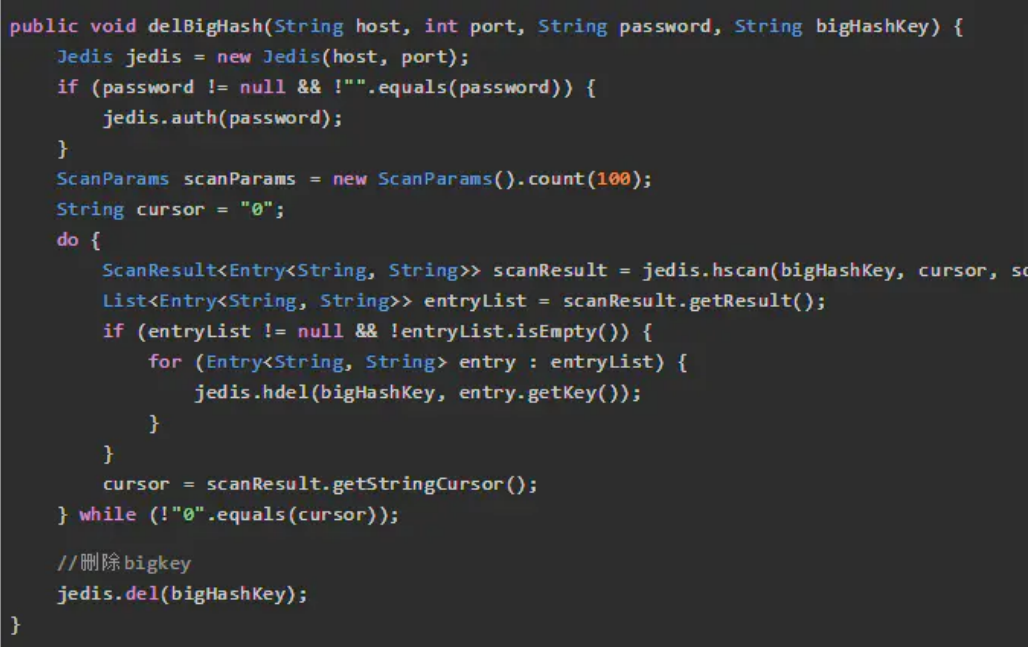 public void delBigHash(String host, int port, String password, String bigHashKey) {
    Jedis jedis = new Jedis(host, port);
    if (password != null && !"".equals(password)) {
        jedis.auth(password);
    }
    ScanParams scanParams = new ScanParams().count(100);
    String cursor = "0";
    do {
        ScanResult<Entry<String, String>> scanResult = jedis.hscan(bigHashKey, cursor, sc
        List<Entry<String, String>> entryList = scanResult.getResult();
        if (entryList != null && !entryList.isEmpty()) {
            for (Entry<String, String> entry : entryList) {
                jedis.hdel(bigHashKey, entry.getKey());
            }
        }
        cursor = scanResult.getStringCursor();
    } while (!"0".equals(cursor));
    //删除bigkey
    jedis.del(bigHashKey);
}